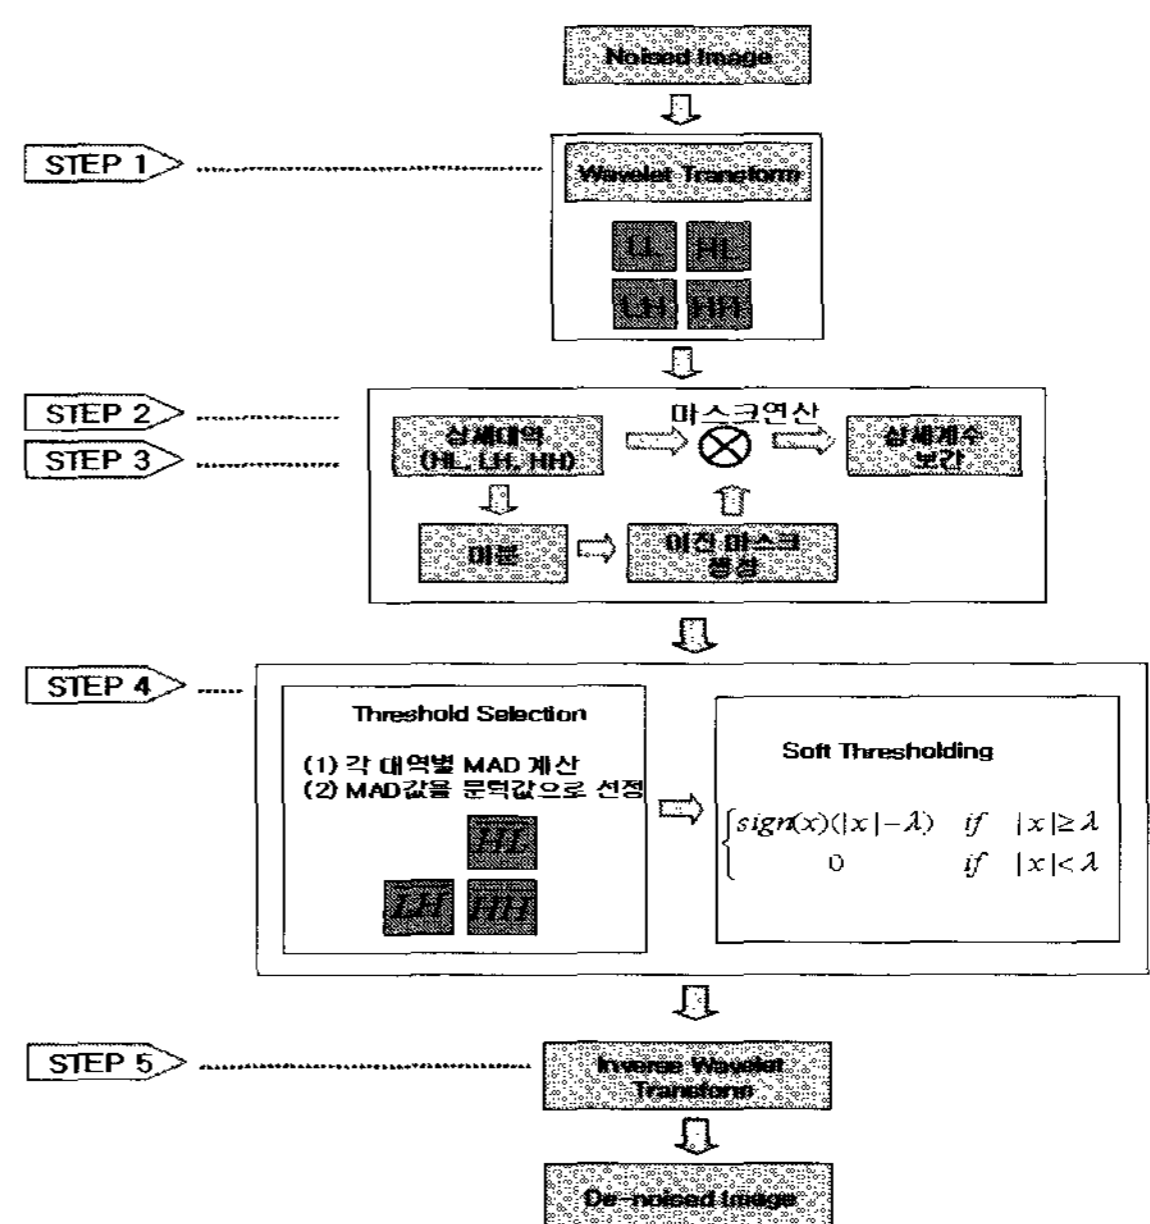 Noised Image
STEP 1
Wavelet Transform
LL HL
LH HH
STEP 2
마스크연산
상세대역
(HL, LH, HH)
상세계수
보간
STEP 3
미분
이진 마스크
생성
STEP 4
Threshold Selection
(1) 각 대역별 MAD 계산
(2) MAD값을 문턱값으로 선정
HL
LH HH
Soft Thresholding
sign(x)(|x|-λ) if |x|≥λ
0 if |x|<λ
STEP 5
Inverse Wavelet
Transform
De-noised Image